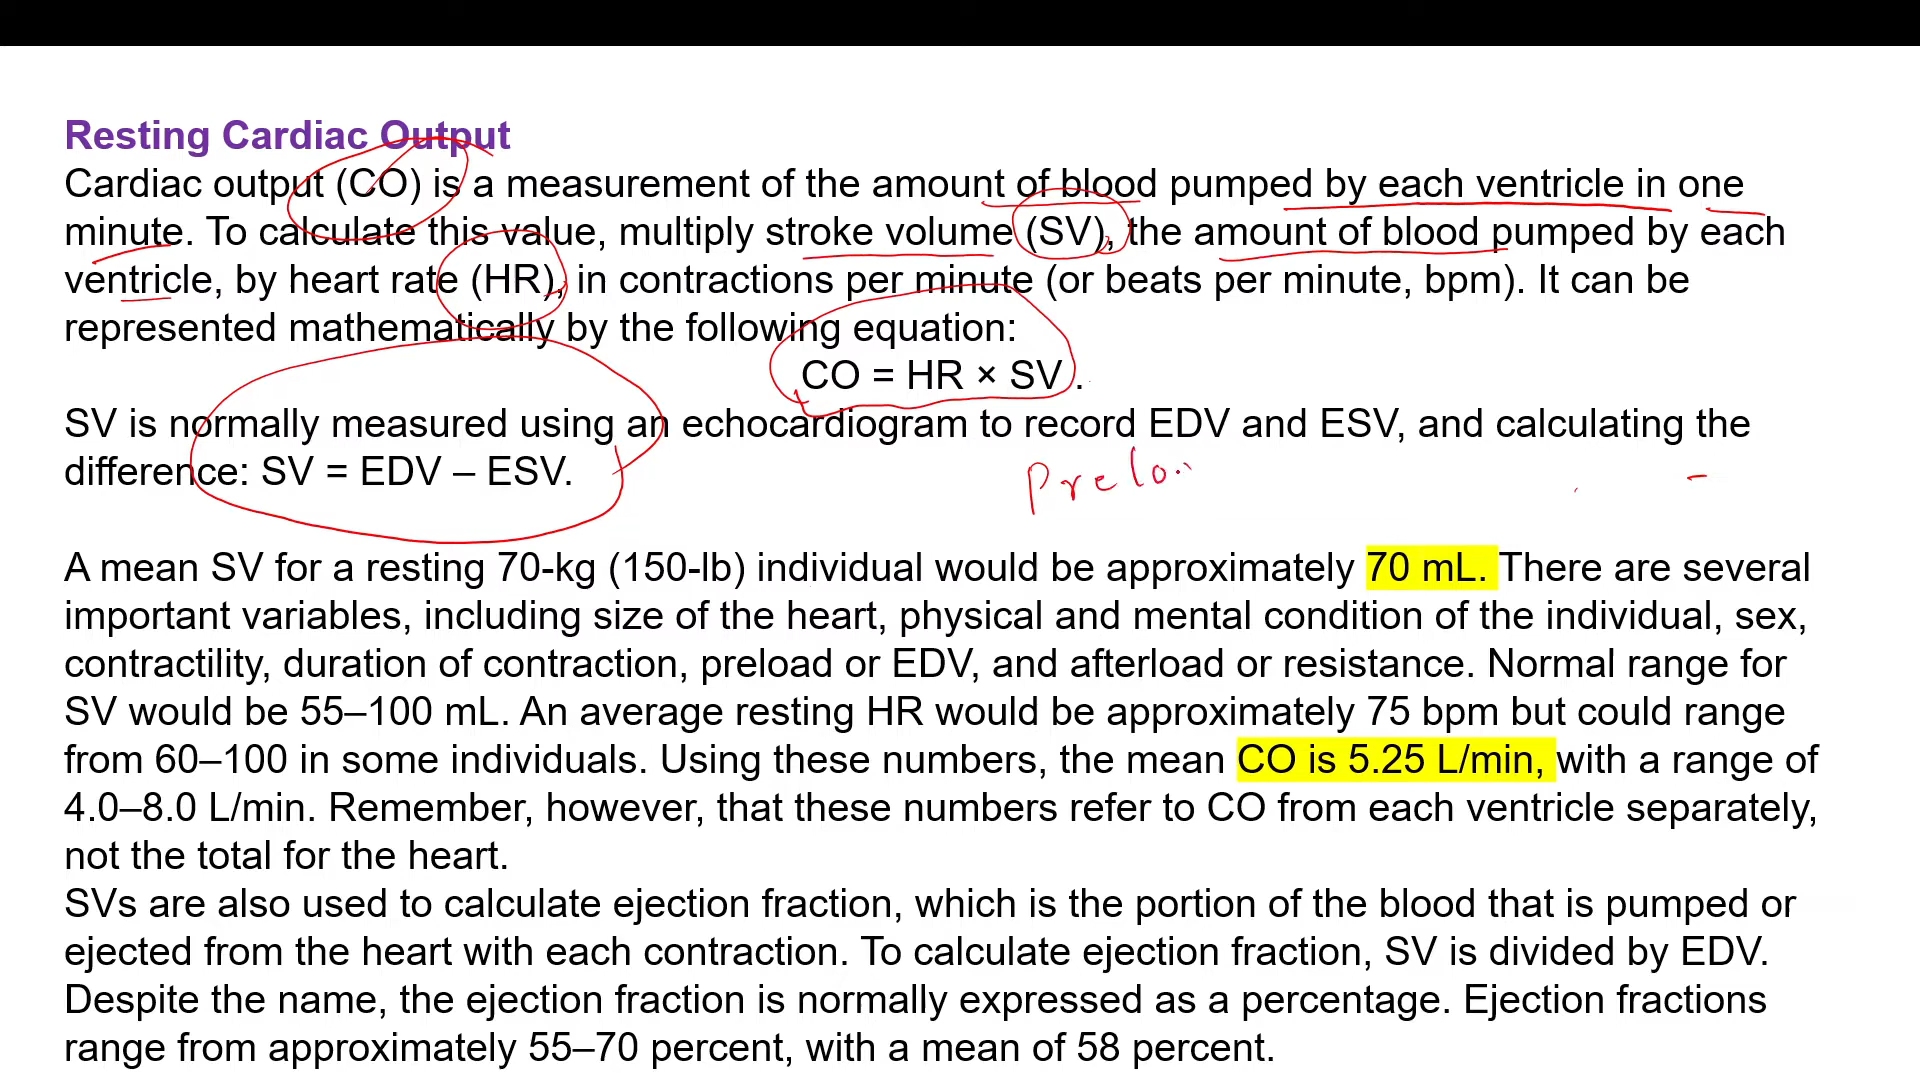 Resting Cardiac Output
Cardiac output (CO) is a measurement of the amount of blood pumped by each ventricle in one
minute. To calculate this value, multiply stroke volume (SV), the amount of blood pumped by each
ventricle, by heart rate (HR), in contractions per minute (or beats per minute, bpm). It can be
represented mathematically by the following equation:
CO = HR × SV .
SV is normally measured using an echocardiogram to record EDV and ESV, and calculating the
difference: SV = EDV – ESV.
Prelo
A mean SV for a resting 70-kg (150-lb) individual would be approximately 70 mL. There are several
important variables, including size of the heart, physical and mental condition of the individual, sex,
contractility, duration of contraction, preload or EDV, and afterload or resistance. Normal range for
SV would be 55–100 mL. An average resting HR would be approximately 75 bpm but could range
from 60–100 in some individuals. Using these numbers, the mean CO is 5.25 L/min, with a range of
4.0–8.0 L/min. Remember, however, that these numbers refer to CO from each ventricle separately,
not the total for the heart.
SVs are also used to calculate ejection fraction, which is the portion of the blood that is pumped or
ejected from the heart with each contraction. To calculate ejection fraction, SV is divided by EDV.
Despite the name, the ejection fraction is normally expressed as a percentage. Ejection fractions
range from approximately 55–70 percent, with a mean of 58 percent.